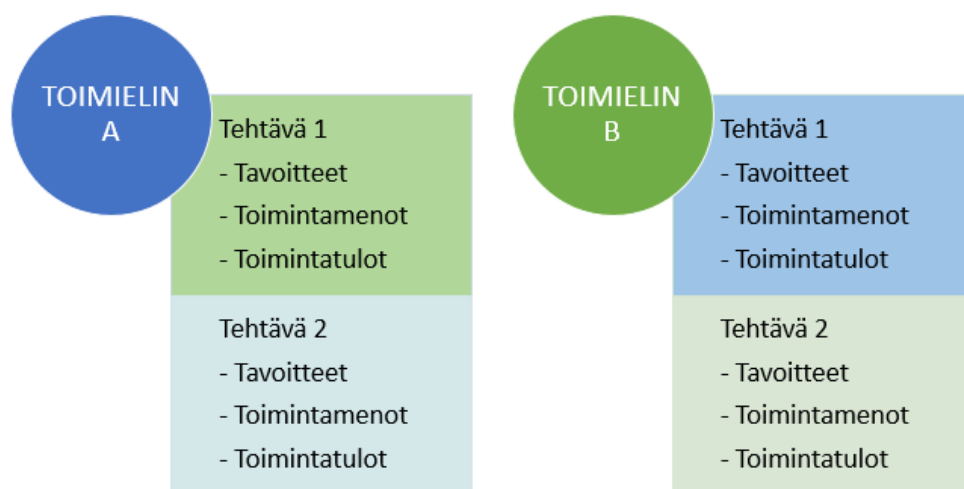 TOIMIELIN
A
Tehtävä 1
- Tavoitteet
- Toimintamenot
- Toimintatulot
Tehtävä 2
- Tavoitteet
- Toimintamenot
- Toimintatulot
TOIMIELIN
B
Tehtävä 1
- Tavoitteet
- Toimintamenot
- Toimintatulot
Tehtävä 2
- Tavoitteet
- Toimintamenot
- Toimintatulot